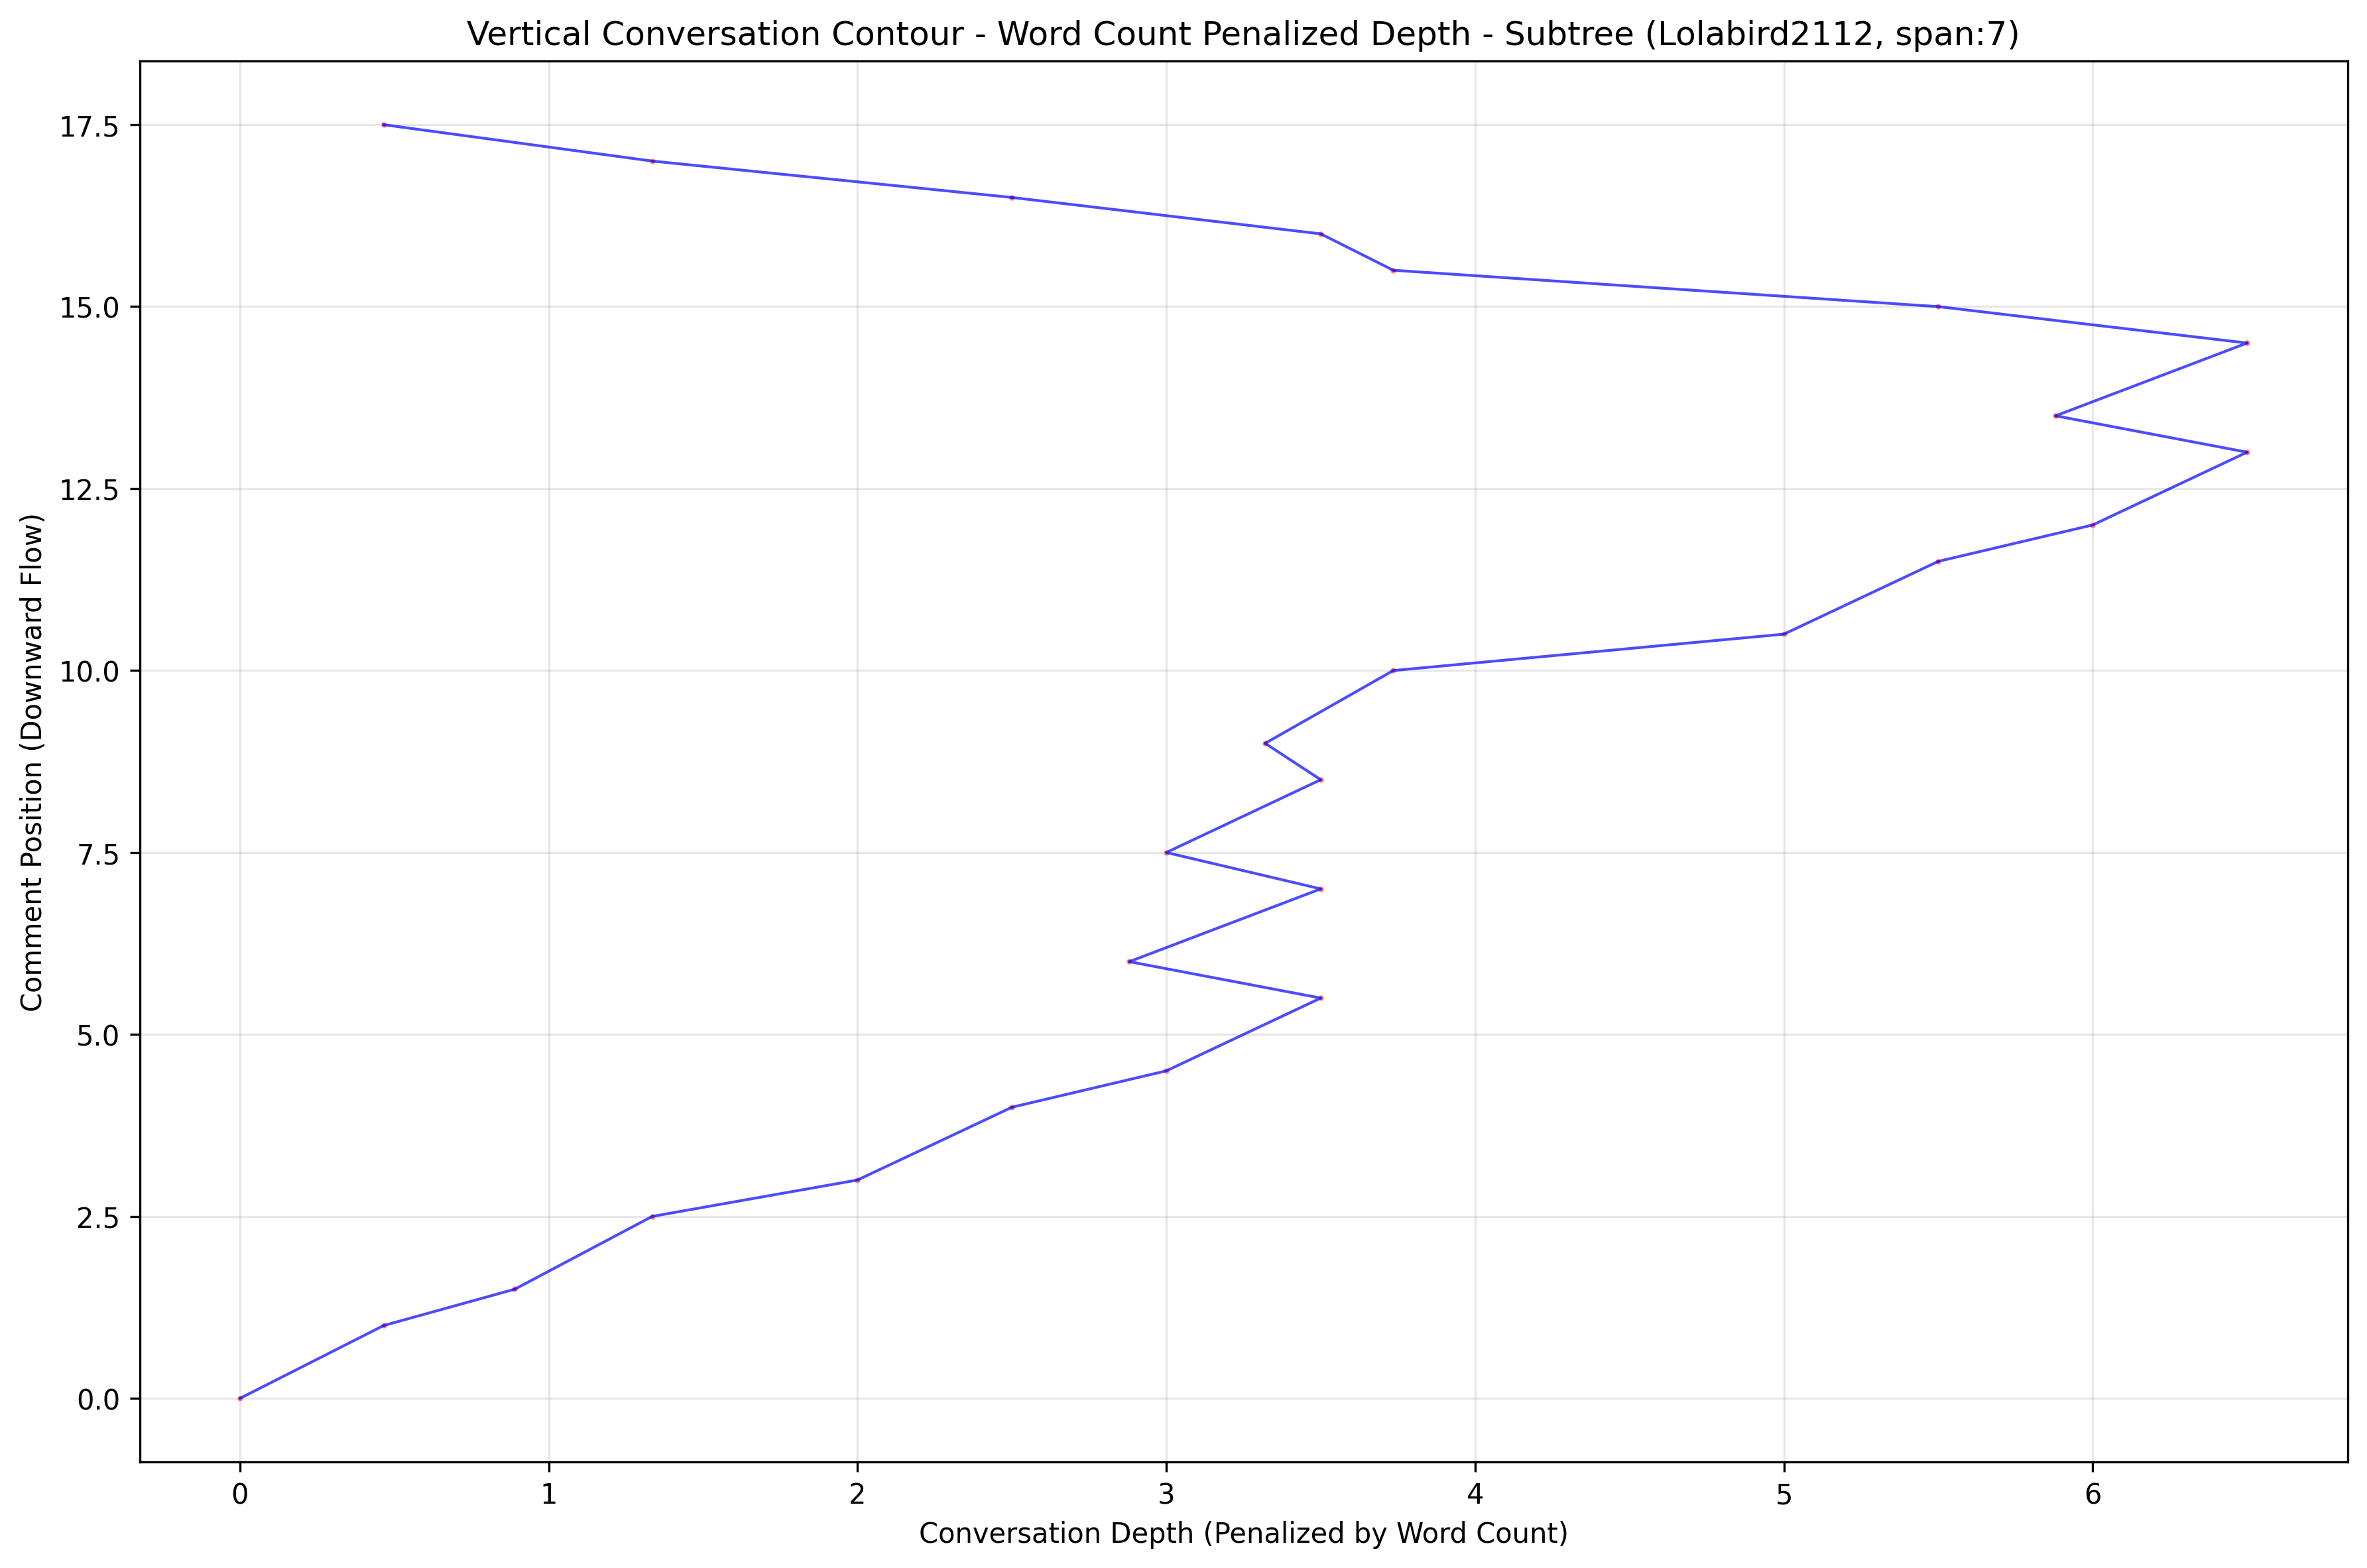 Vertical Conversation Contour - Word Count Penalized Depth - Subtree (Lolabird2112, span:7)
17.5
15.0
12.5
10.0
7.5
5.0
2.5
0.0
Comment Position (Downward Flow)
0 1 2 3 4 5 6
Conversation Depth (Penalized by Word Count)